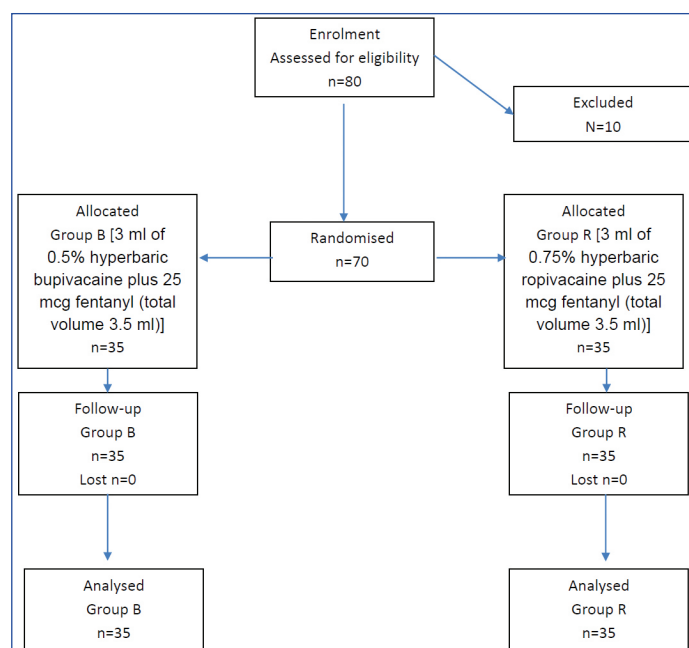 Enrolment
Assessed for eligibility
n=80
Excluded
N=10
Randomised
n=70
Allocated
Group B [3 ml of
0.5% hyperbaric
bupivacaine plus 25
mcg fentanyl (total
volume 3.5 ml)]
n=35
Allocated
Group R [3 ml of
0.75% hyperbaric
ropivacaine plus 25
mcg fentanyl (total
volume 3.5 ml)]
n=35
Follow-up
Group B
n=35
Lost n=0
Follow-up
Group R
n=35
Lost n=0
Analysed
Group B
n=35
Analysed
Group R
n=35